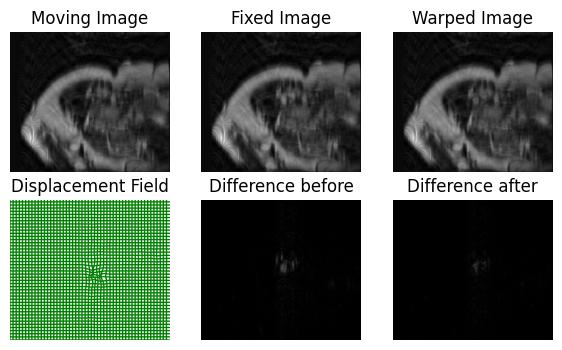 Moving Image
Fixed Image
Warped Image
Displacement Field
Difference before
Difference after